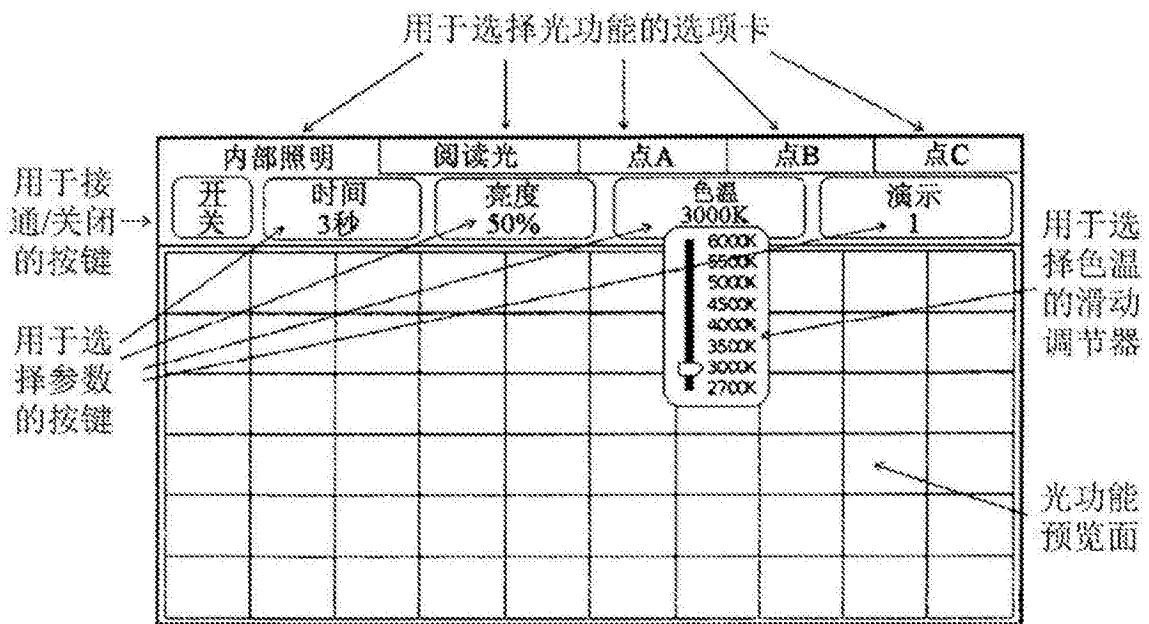 用于选择光功能的选项卡
内部照明
阅读光
点A
点B
点C
用于接
通/关闭
的按键
开
关
时间
3秒
亮度
50%
色温
3000K
演示
1
6000K
5500K
5000K
4500K
4000K
3500K
3000K
2700K
用于选
择色温
的滑动
调节器
用于选
择参数
的按键
光功能
预览面